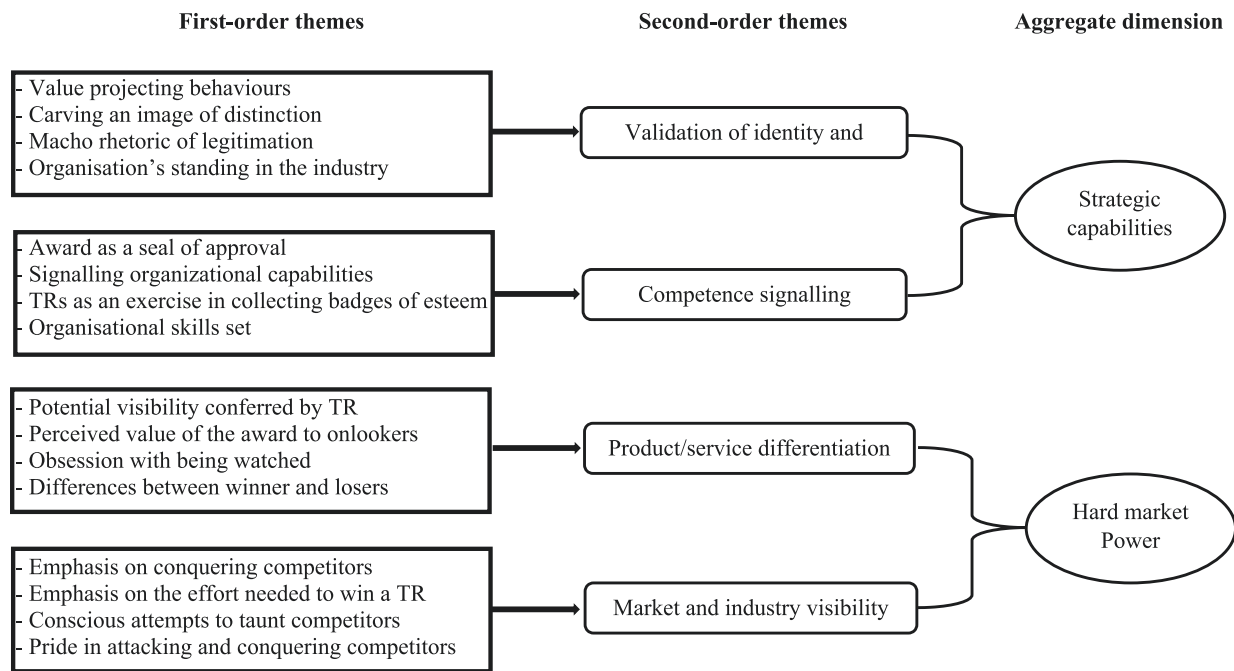 First-order themes
Second-order themes
Aggregate dimension
- Value projecting behaviours
- Carving an image of distinction
- Macho rhetoric of legitimation
- Organisation's standing in the industry
Validation of identity and
Strategic
capabilities
- Award as a seal of approval
- Signalling organizational capabilities
- TRs as an exercise in collecting badges of esteem
- Organisational skills set
Competence signalling
- Potential visibility conferred by TR
- Perceived value of the award to onlookers
- Obsession with being watched
- Differences between winner and losers
Product/service differentiation
Hard market
Power
- Emphasis on conquering competitors
- Emphasis on the effort needed to win a TR
- Conscious attempts to taunt competitors
- Pride in attacking and conquering competitors
Market and industry visibility